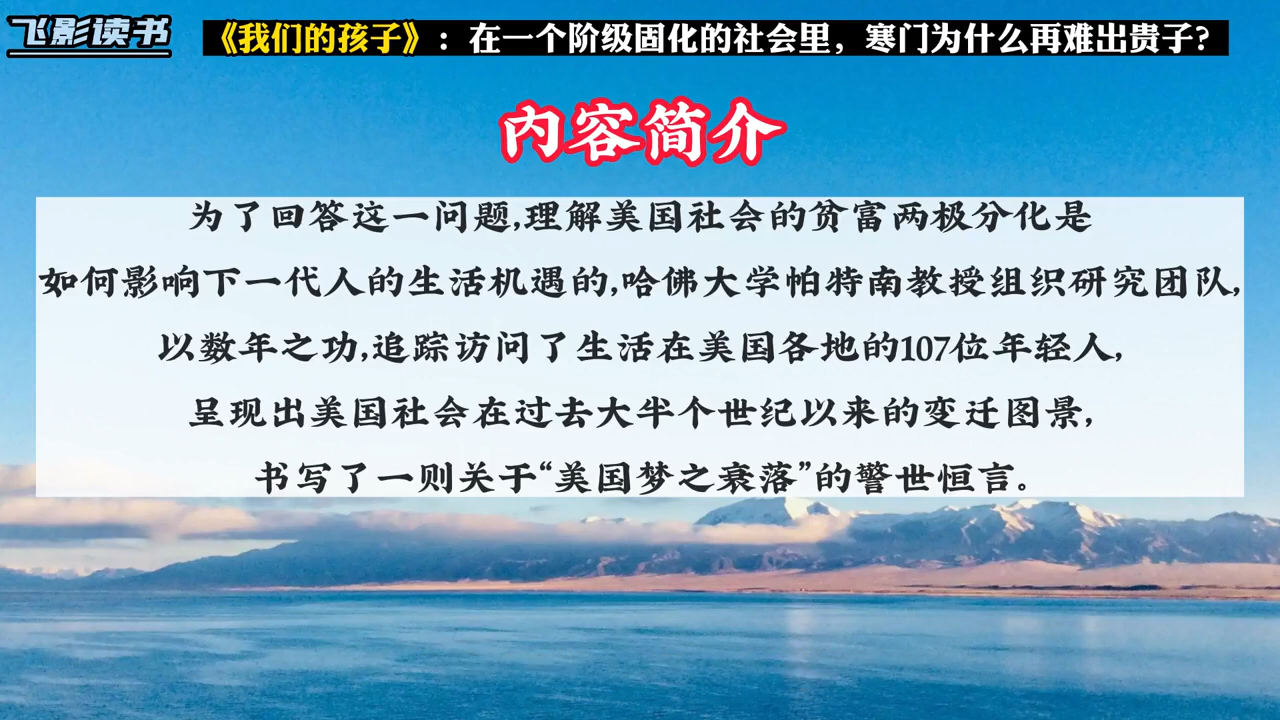 飞影读书
《我们的孩子》：在一个阶级固化的社会里，寒门为什么再难出贵子？
内容简介
为了回答这一问题,理解美国社会的贫富两极分化是
如何影响下一代人的生活机遇的,哈佛大学帕特南教授组织研究团队,
以数年之功,追踪访问了生活在美国各地的107位年轻人,
呈现出美国社会在过去大半个世纪以来的变迁图景,
书写了一则关于“美国梦之衰落”的警世恒言。